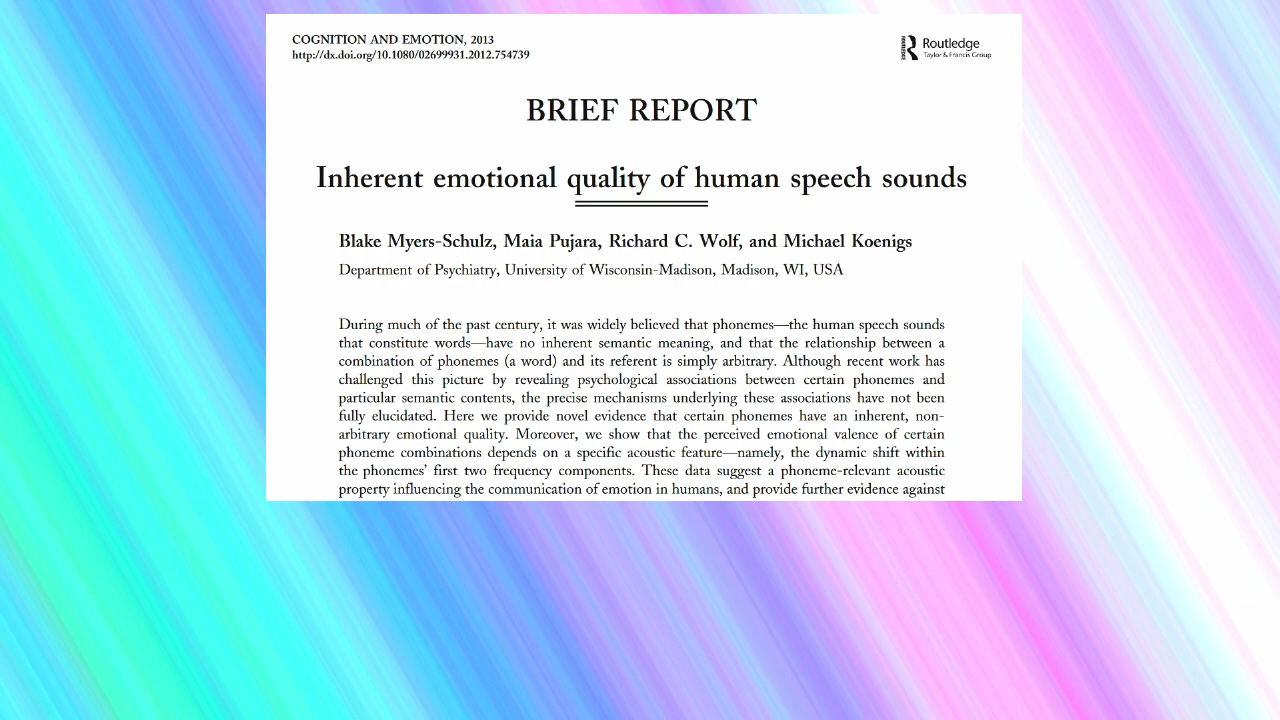 COGNITION AND EMOTION, 2013
http://dx.doi.org/10.1080/02699931.2012.754739
ROUTLEDGE
Routledge
Taylor & Francis Group
BRIEF REPORT
Inherent emotional quality of human speech sounds
Blake Myers-Schulz, Maia Pujara, Richard C. Wolf, and Michael Koenigs
Department of Psychiatry, University of Wisconsin-Madison, Madison, WI, USA
During much of the past century, it was widely believed that phonemes—the human speech sounds
that constitute words—have no inherent semantic meaning, and that the relationship between a
combination of phonemes (a word) and its referent is simply arbitrary. Although recent work has
challenged this picture by revealing psychological associations between certain phonemes and
particular semantic contents, the precise mechanisms underlying these associations have not been
fully elucidated. Here we provide novel evidence that certain phonemes have an inherent, non-
arbitrary emotional quality. Moreover, we show that the perceived emotional valence of certain
phoneme combinations depends on a specific acoustic feature—namely, the dynamic shift within
the phonemes' first two frequency components. These data suggest a phoneme-relevant acoustic
property influencing the communication of emotion in humans, and provide further evidence against